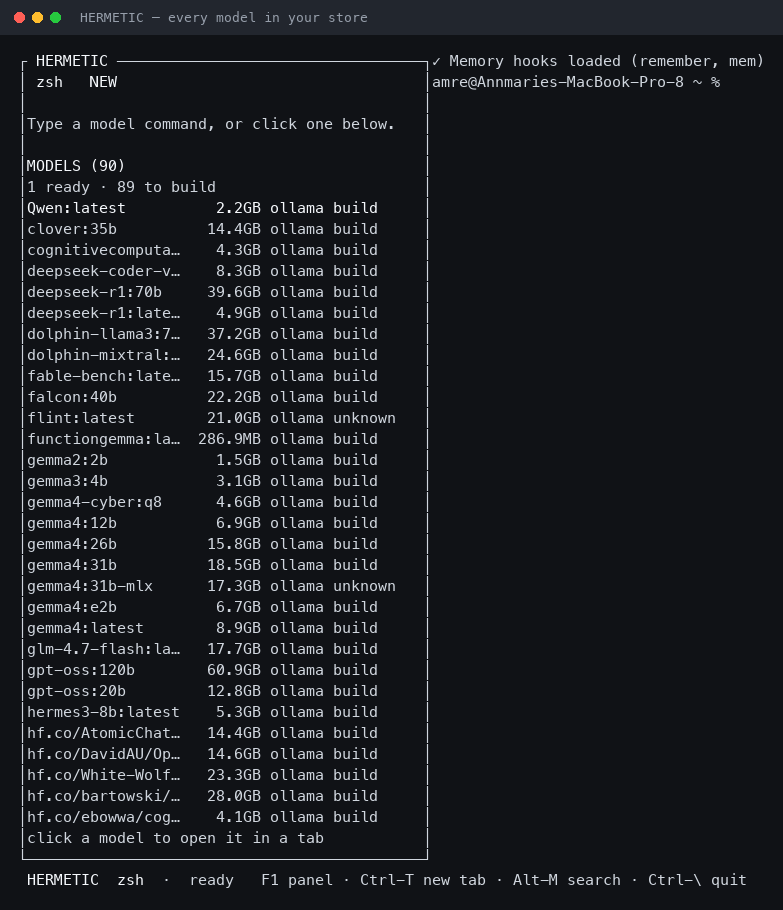 HERMETIC — every model in your store
HERMETIC
✓ Memory hooks loaded (remember, mem)
zsh NEW
amre@Annmaries-MacBook-Pro-8 ~ %
Type a model command, or click one below.
MODELS (90)
1 ready · 89 to build
Qwen:latest 2.2GB ollama build
clover:35b 14.4GB ollama build
cognitivecomputa… 4.3GB ollama build
deepseek-coder-v… 8.3GB ollama build
deepseek-r1:70b 39.6GB ollama build
deepseek-r1:late… 4.9GB ollama build
dolphin-llama3:7… 37.2GB ollama build
dolphin-mixtral:… 24.6GB ollama build
fable-bench:late… 15.7GB ollama build
falcon:40b 22.2GB ollama build
flint:latest 21.0GB ollama unknown
functiongemma:la… 286.9MB ollama build
gemma2:2b 1.5GB ollama build
gemma3:4b 3.1GB ollama build
gemma4-cyber:q8 4.6GB ollama build
gemma4:12b 6.9GB ollama build
gemma4:26b 15.8GB ollama build
gemma4:31b 18.5GB ollama build
gemma4:31b-mlx 17.3GB ollama unknown
gemma4:e2b 6.7GB ollama build
gemma4:latest 8.9GB ollama build
glm-4.7-flash:la… 17.7GB ollama build
gpt-oss:120b 60.9GB ollama build
gpt-oss:20b 12.8GB ollama build
hermes3-8b:latest 5.3GB ollama build
hf.co/AtomicChat… 14.4GB ollama build
hf.co/DavidAU/Op… 14.6GB ollama build
hf.co/White-Wolf… 23.3GB ollama build
hf.co/bartowski/… 28.0GB ollama build
hf.co/ebowwa/cog… 4.1GB ollama build
click a model to open it in a tab
HERMETIC zsh · ready F1 panel · Ctrl-T new tab · Alt-M search · Ctrl-\ quit